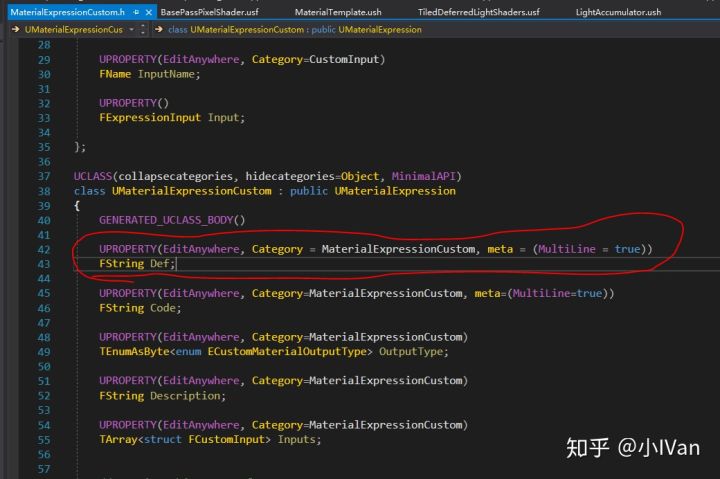 MaterialExpressionCustom.h BasePassPixelShader.usf MaterialTemplate.ush TiledDeferredLightShaders.usf LightAccumulator.ush
UMaterialExpressionCus class UMaterialExpressionCustom : public UMaterialExpression
28
29 UPROPERTY(EditAnywhere, Category=CustomInput)
30 FName InputName;
31
32 UPROPERTY()
33 FExpressionInput Input;
34
35 };
36
37 UCLASS(collapsecategories, hidecategories=Object, MinimalAPI)
38 class UMaterialExpressionCustom : public UMaterialExpression
39 {
40 GENERATED_UCLASS_BODY()
41
42 UPROPERTY(EditAnywhere, Category = MaterialExpressionCustom, meta = (MultiLine = true))
43 FString Def;
44
45 UPROPERTY(EditAnywhere, Category=MaterialExpressionCustom, meta=(MultiLine=true))
46 FString Code;
47
48 UPROPERTY(EditAnywhere, Category=MaterialExpressionCustom)
49 TEnumAsByte<enum ECustomMaterialOutputType> OutputType;
50
51 UPROPERTY(EditAnywhere, Category=MaterialExpressionCustom)
52 FString Description;
53
54 UPROPERTY(EditAnywhere, Category=MaterialExpressionCustom)
55 TArray<struct FCustomInput> Inputs;
56
57
知乎 @小IVan